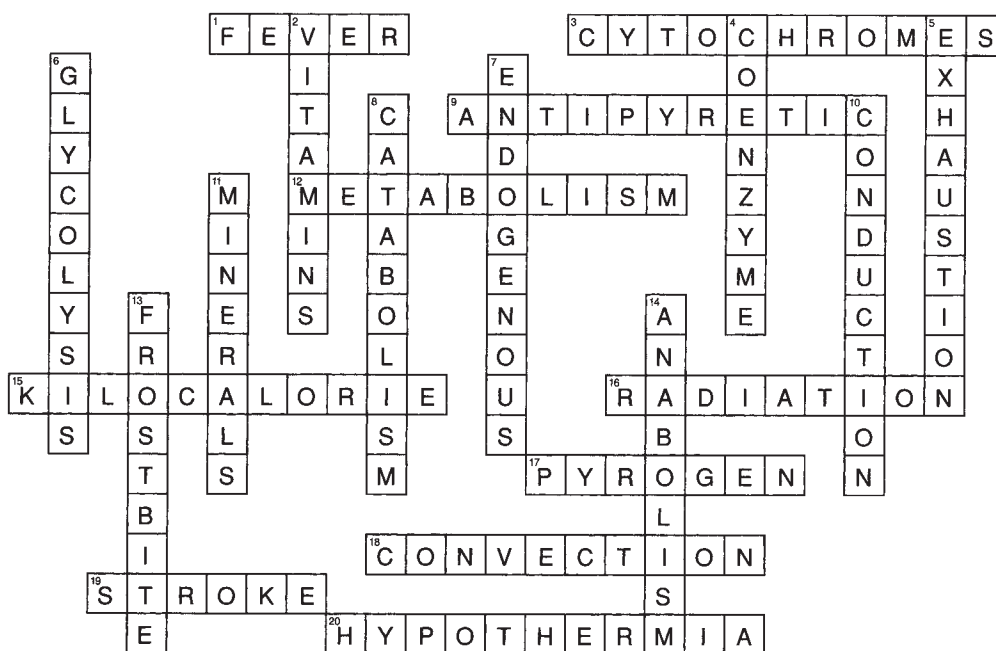 1 FEVER
2 VITAMINS
3 CYTOCHROMES
4 COENZYME
5 EXHAUSTION
6 GLYCOLYSIS
7 ENDOGENOUS
8 CATABOLISM
9 ANTIPYRETIC
10 CONDUCTION
11 MINERALS
12 METABOLISM
13 FROSTBITE
14 ANABOLISM
15 KILOCALORIE
16 RADIATION
17 PYROGEN
18 CONVECTION
19 STROKE
20 HYPOTHERMIA